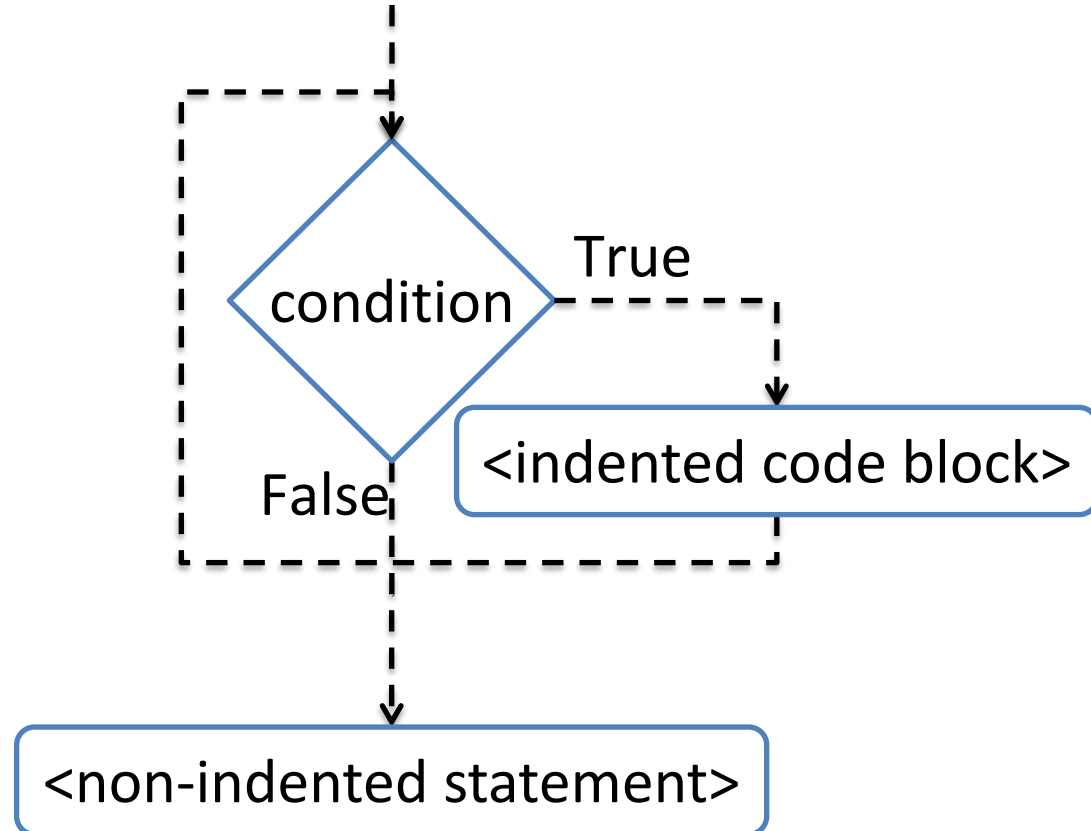 True
condition
<indented code block>
False
<non-indented statement>